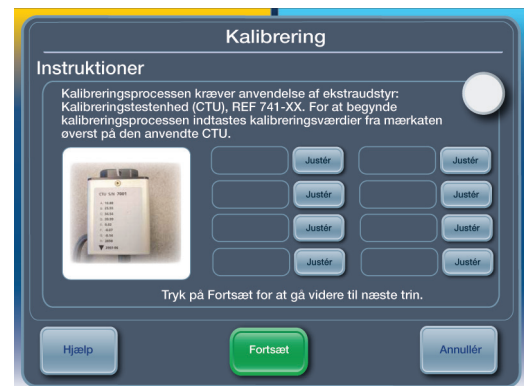 Kalibrering
Instruktioner
Kalibreringsprocessen kræver anvendelse af ekstraudstyr:
Kalibreringstestenhed (CTU), REF 741-XX. For at begynde
kalibreringsprocessen indtastes kalibreringsværdier fra mærkaten
øverst på den anvendte CTU.
Justér Justér
Justér Justér
Justér Justér
Justér Justér
Tryk på Fortsæt for at gå videre til næste trin.
Hjælp Fortsæt Annullér